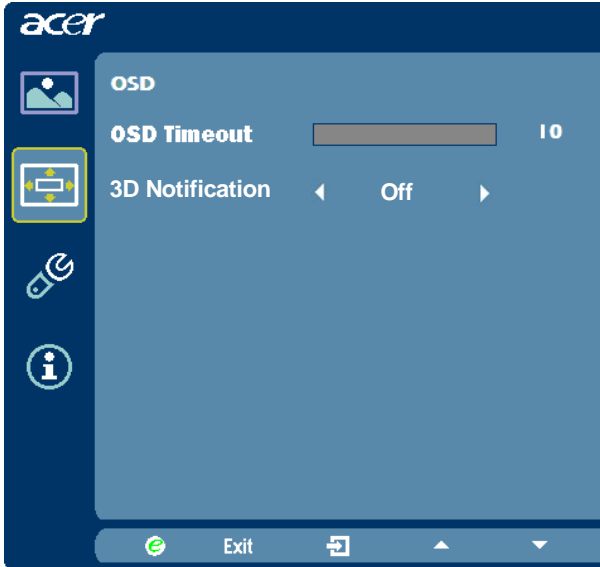 acer
OSD
OSD Timeout 10
3D Notification Off
e Exit